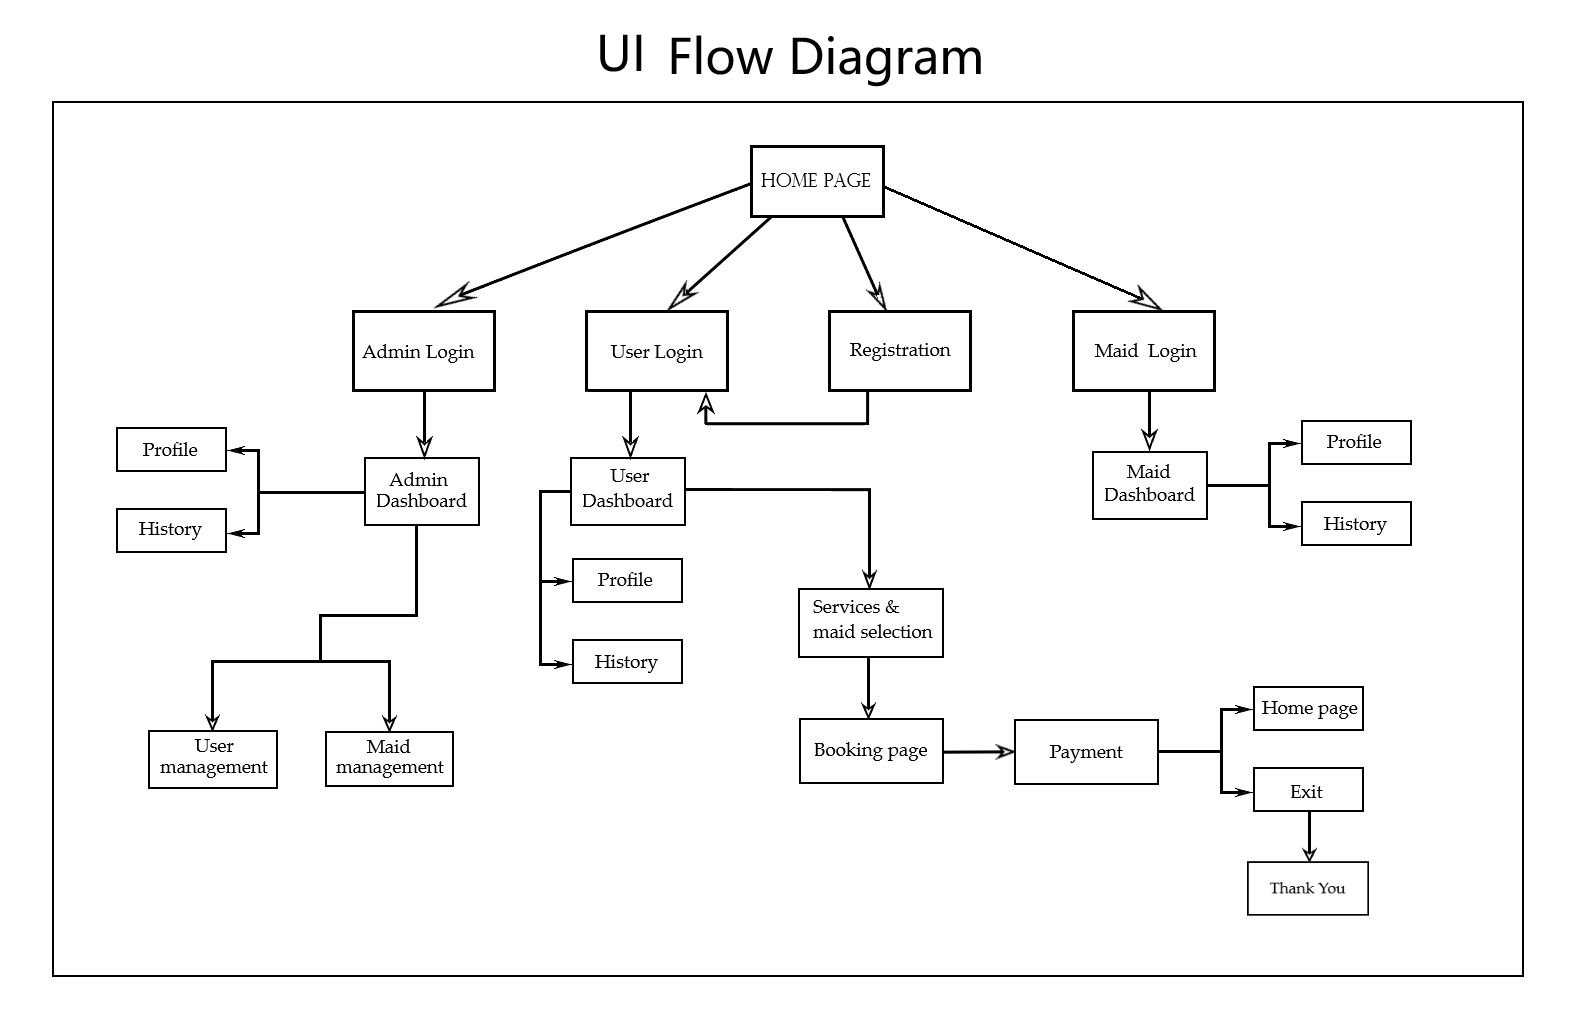 UI Flow Diagram
HOME PAGE
Admin Login
User Login
Registration
Maid Login
Profile
History
Admin
Dashboard
User
Dashboard
Maid
Dashboard
Profile
History
Profile
History
Services &
maid selection
User
management
Maid
management
Booking page
Payment
Home page
Exit
Thank You